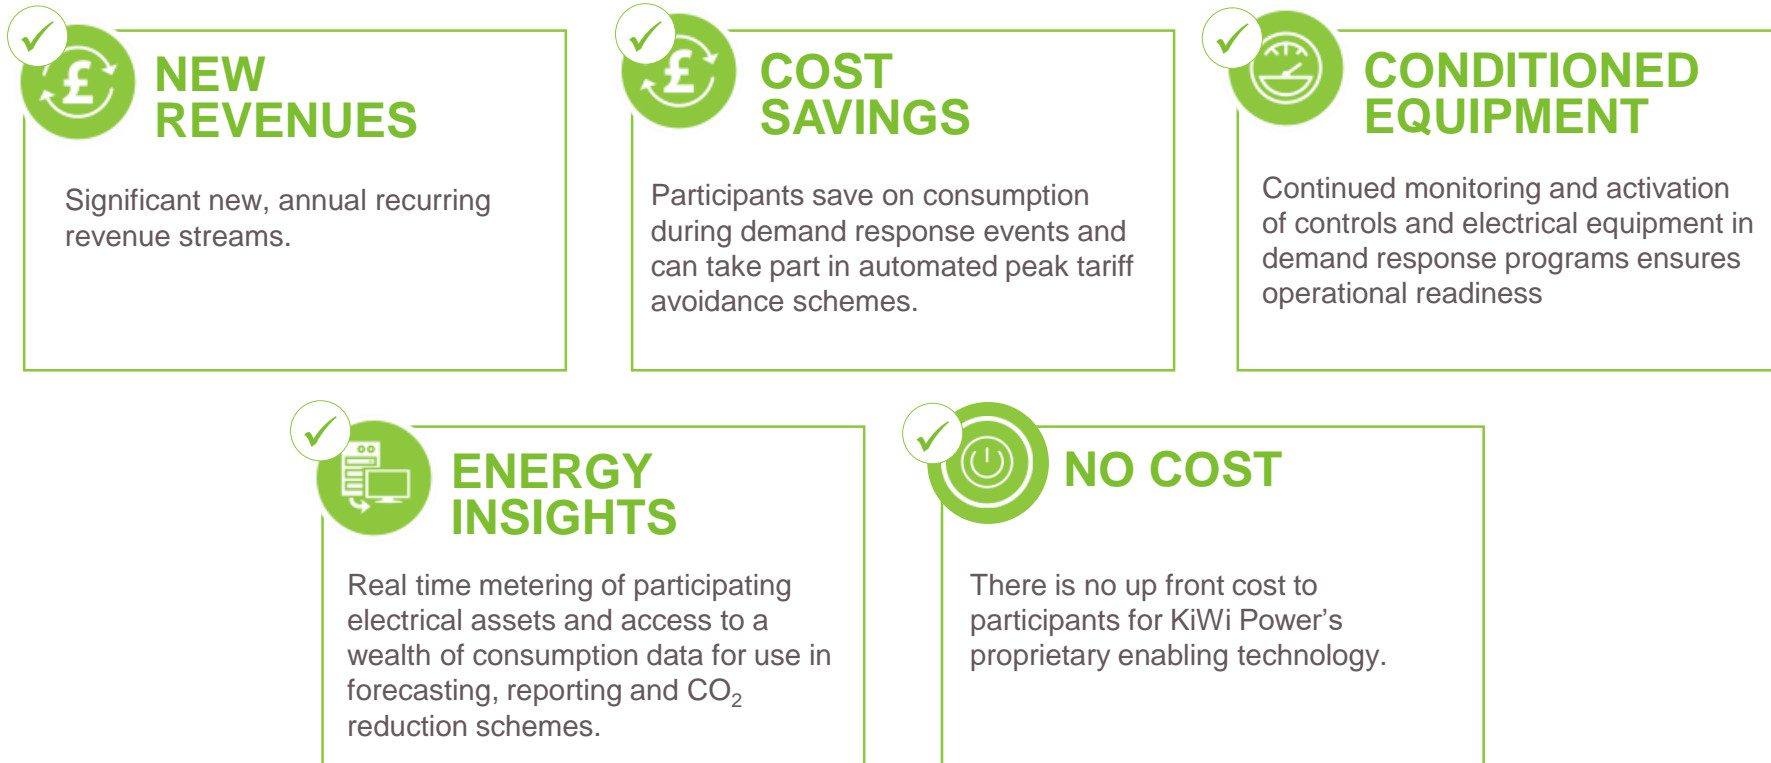 NEW
REVENUES
Significant new, annual recurring
revenue streams.
COST
SAVINGS
Participants save on consumption
during demand response events and
can take part in automated peak tariff
avoidance schemes.
CONDITIONED
EQUIPMENT
Continued monitoring and activation
of controls and electrical equipment in
demand response programs ensures
operational readiness
ENERGY
INSIGHTS
Real time metering of participating
electrical assets and access to a
wealth of consumption data for use in
forecasting, reporting and CO₂
reduction schemes.
NO COST
There is no up front cost to
participants for KiWi Power’s
proprietary enabling technology.